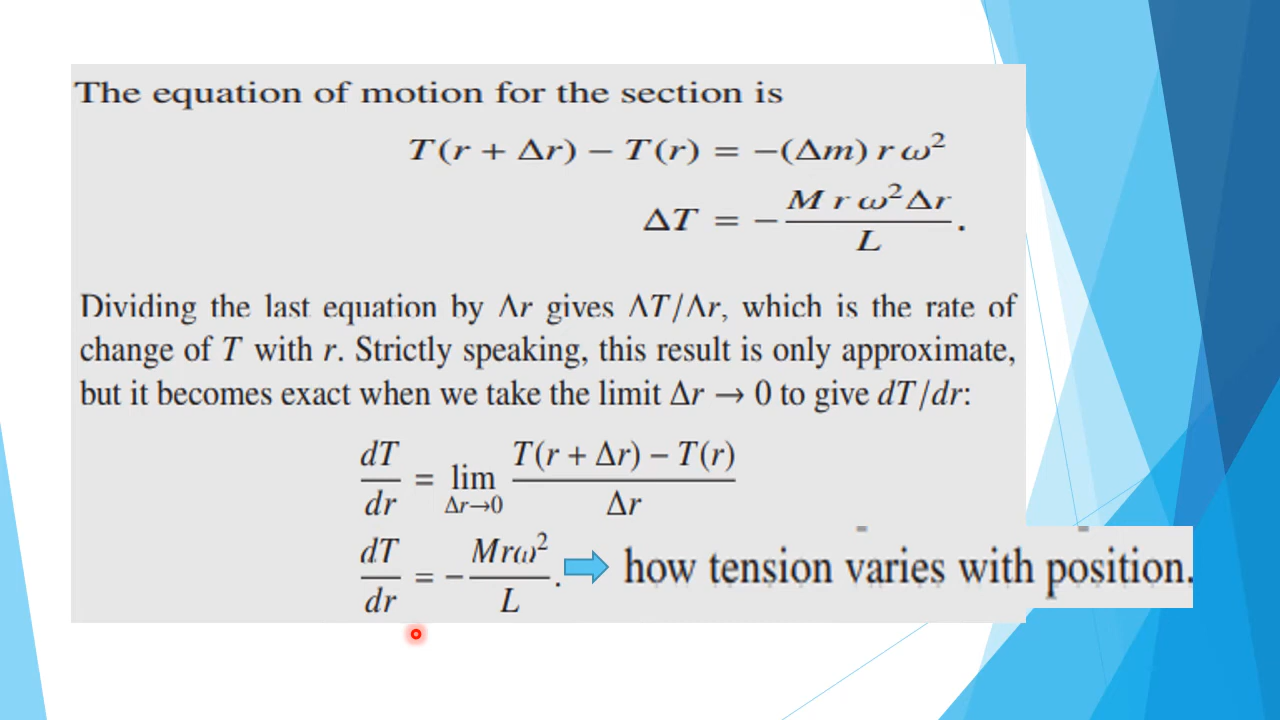 The equation of motion for the section is
T(r + Δr) − T(r) = −(Δm) r ω²
ΔT = − M r ω² Δr / L .
Dividing the last equation by Λr gives ΛT/Λr, which is the rate of
change of T with r. Strictly speaking, this result is only approximate,
but it becomes exact when we take the limit Δr → 0 to give dT/dr:
dT/dr = lim Δr→0 T(r + Δr) − T(r) / Δr
dT/dr = − Mrω² / L . how tension varies with position.